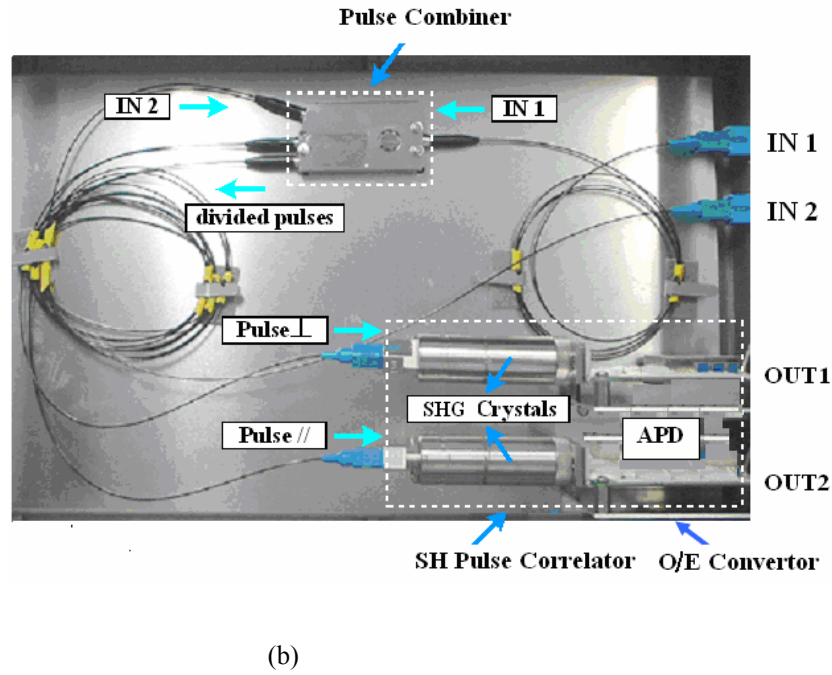 Pulse Combiner
IN 2
IN 1
IN 1
IN 2
divided pulses
Pulse⊥
OUT1
SHG Crystals
Pulse //
APD
OUT2
SH Pulse Correlator
O/E Convertor
(b)